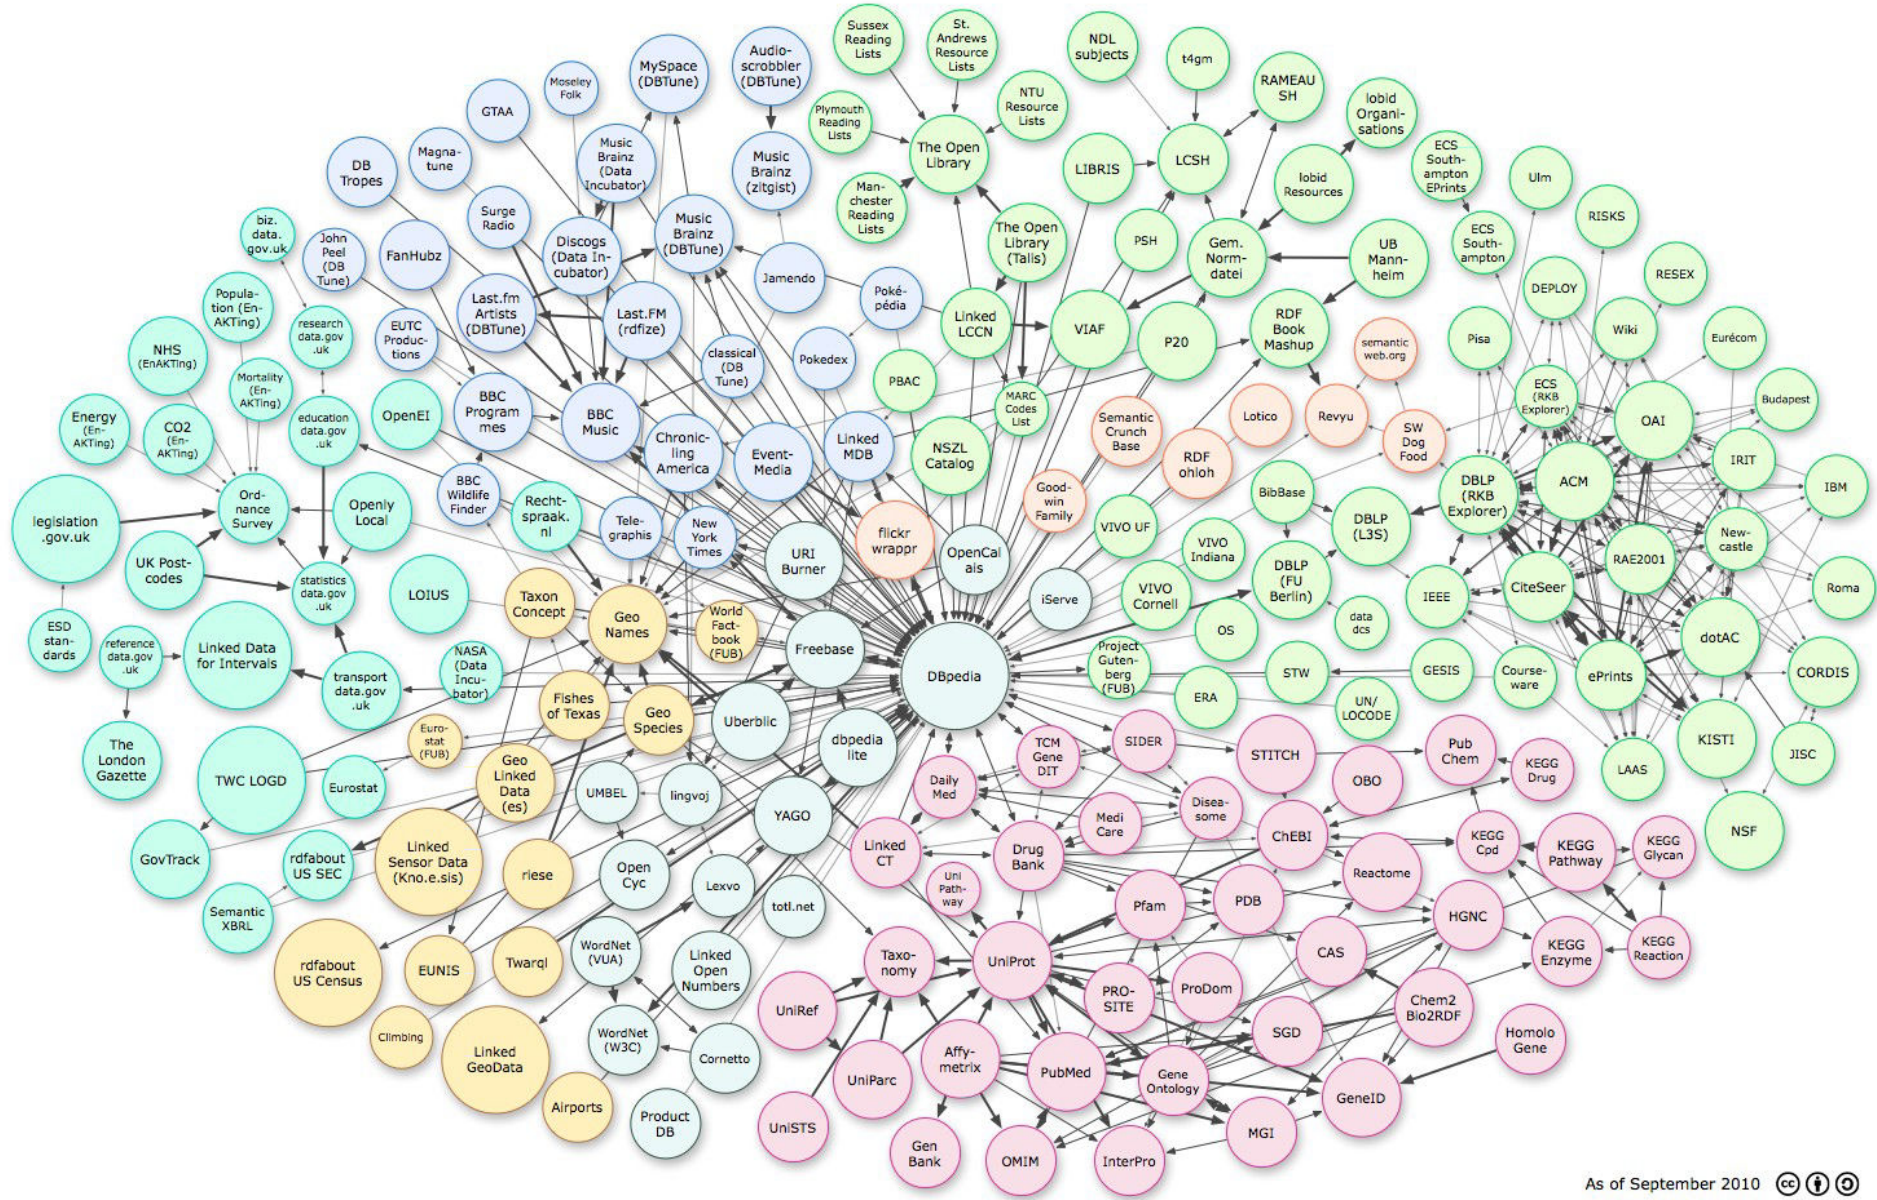 Sussex
Reading
Lists
St.
Andrews
Resource
Lists
NDL
subjects
t4gm
RAMEAU
SH
lobid
Organi-
sations
MySpace
(DBTune)
Audio-
scrobbler
(DBTune)
Moseley
Folk
GTAA
Plymouth
Reading
Lists
NTU
Resource
Lists
The Open
Library
LCSH
LIBRIS
lobid
Resources
ECS
South-
ampton
EPrints
Ulm
DB
Tropes
Magna-
tune
Music
Brainz
(Data
Incubator)
Music
Brainz
(zitgist)
Man-
chester
Reading
Lists
RISKS
biz.
data.
gov.uk
John
Peel
(DB
Tune)
FanHubz
Surge
Radio
Discogs
(Data In-
cubator)
Music
Brainz
(DBTune)
Jamendo
The Open
Library
(Talis)
PSH
Gem.
Norm-
datei
UB
Mann-
heim
ECS
South-
ampton
RESEX
DEPLOY
Popula-
tion (En-
AKTing)
research
data.gov
.uk
EUTC
Produc-
tions
Last.fm
Artists
(DBTune)
Last.FM
(rdfize)
Poké-
pédia
Linked
LCCN
VIAF
P20
RDF
Book
Mashup
semantic
web.org
Pisa
Wiki
Eurécom
NHS
(EnAKTing)
Mortality
(En-
AKTing)
classical
(DB
Tune)
Pokedex
PBAC
MARC
Codes
List
ECS
(RKB
Explorer)
Budapest
Energy
(En-
AKTing)
CO2
(En-
AKTing)
education
data.gov
.uk
OpenEI
BBC
Program
mes
BBC
Music
Chronic-
ling
America
Event-
Media
Linked
MDB
NSZL
Catalog
Semantic
Crunch
Base
Lotico
Revyu
SW
Dog
Food
OAI
RDF
ohloh
IRIT
IBM
legislation
.gov.uk
Ord-
nance
Survey
Openly
Local
BBC
Wildlife
Finder
Recht-
spraak.
nl
Tele-
graphis
New
York
Times
URI
Burner
flickr
wrappr
OpenCal
ais
Good-
win
Family
VIVO UF
BibBase
DBLP
(L3S)
DBLP
(RKB
Explorer)
ACM
New-
castle
UK Post-
codes
statistics
data.gov
.uk
LOIUS
Taxon
Concept
Geo
Names
World
Fact-
book
(FUB)
Freebase
iServe
VIVO
Indiana
VIVO
Cornell
DBLP
(FU
Berlin)
data
dcs
IEEE
CiteSeer
RAE2001
Roma
ESD
stan-
dards
reference
data.gov
.uk
Linked Data
for Intervals
transport
data.gov
.uk
NASA
(Data
Incu-
bator)
Fishes
of Texas
Geo
Species
Uberblic
DBpedia
Project
Guten-
berg
(FUB)
OS
ERA
STW
UN/
LOCODE
GESIS
Course-
ware
ePrints
dotAC
CORDIS
The
London
Gazette
TWC LOGD
Eurostat
Euro-
stat
(FUB)
Geo
Linked
Data
(es)
UMBEL
lingvoj
dbpedia
lite
YAGO
Daily
Med
TCM
Gene
DIT
SIDER
STITCH
OBO
Pub
Chem
KEGG
Drug
LAAS
KISTI
JISC
NSF
GovTrack
rdfabout
US SEC
Linked
Sensor Data
(Kno.e.sis)
riese
Open
Cyc
Lexvo
totl.net
Linked
CT
Drug
Bank
Medi
Care
Disea-
some
ChEBI
Reactome
KEGG
Cpd
KEGG
Pathway
KEGG
Glycan
Semantic
XBRL
rdfabout
US Census
EUNIS
Twarql
WordNet
(VUA)
Linked
Open
Numbers
Uni
Path-
way
Taxo-
nomy
UniProt
Pfam
PDB
CAS
HGNC
KEGG
Enzyme
KEGG
Reaction
Climbing
Linked
GeoData
Airports
WordNet
(W3C)
Cornetto
Product
DB
UniRef
UniParc
UniSTS
Affy-
metrix
PRO-
SITE
ProDom
PubMed
Gene
Ontology
SGD
Chem2
Bio2RDF
Homolo
Gene
GeneID
Gen
Bank
OMIM
InterPro
MGI
As of September 2010
cc